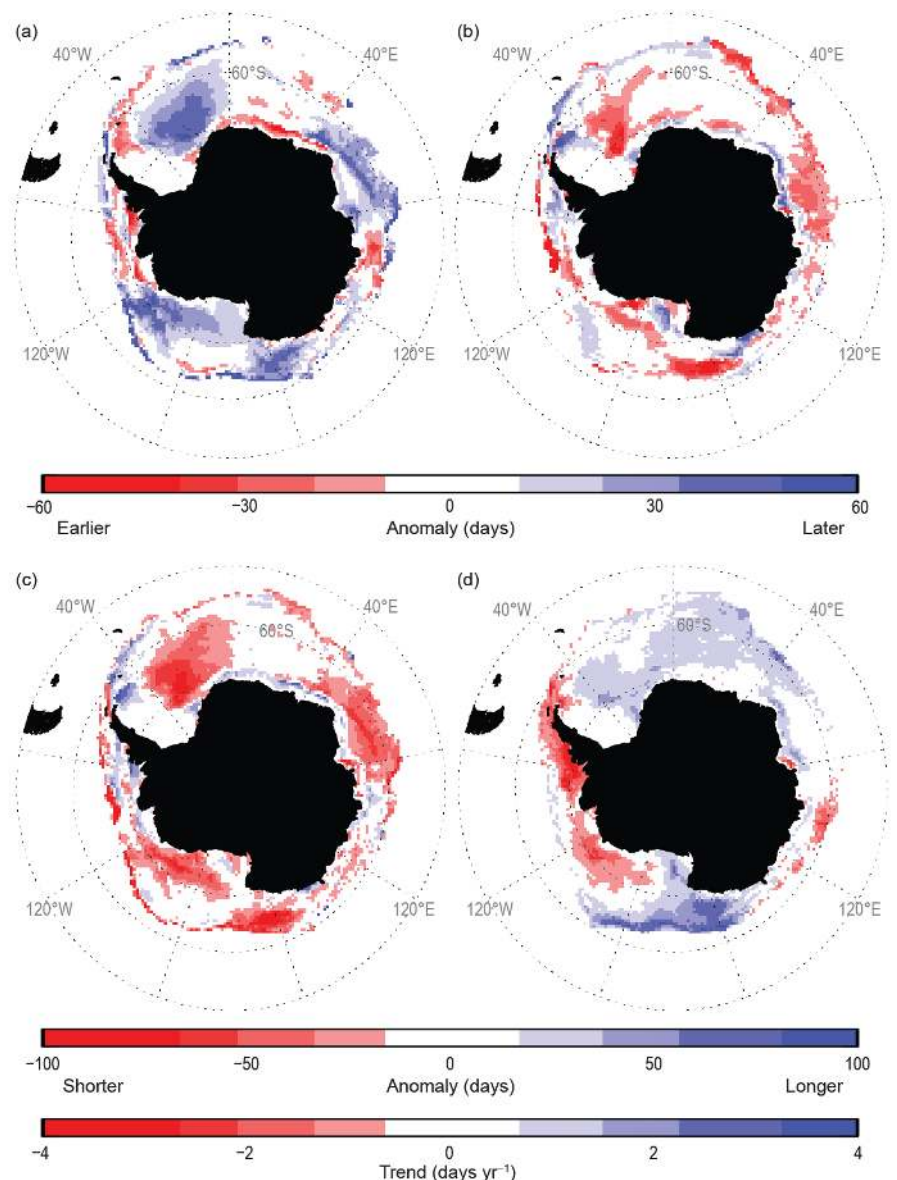 (a)
(b)
40°W
40°E
60°S
120°W
120°E
40°W
40°E
60°S
120°W
120°E
−60
−30
0
30
60
Earlier
Anomaly (days)
Later
(c)
(d)
40°W
40°E
60°S
120°W
120°E
40°W
40°E
60°S
120°W
120°E
−100
−50
0
50
100
Shorter
Anomaly (days)
Longer
−4
−2
0
2
4
Trend (days yr⁻¹)